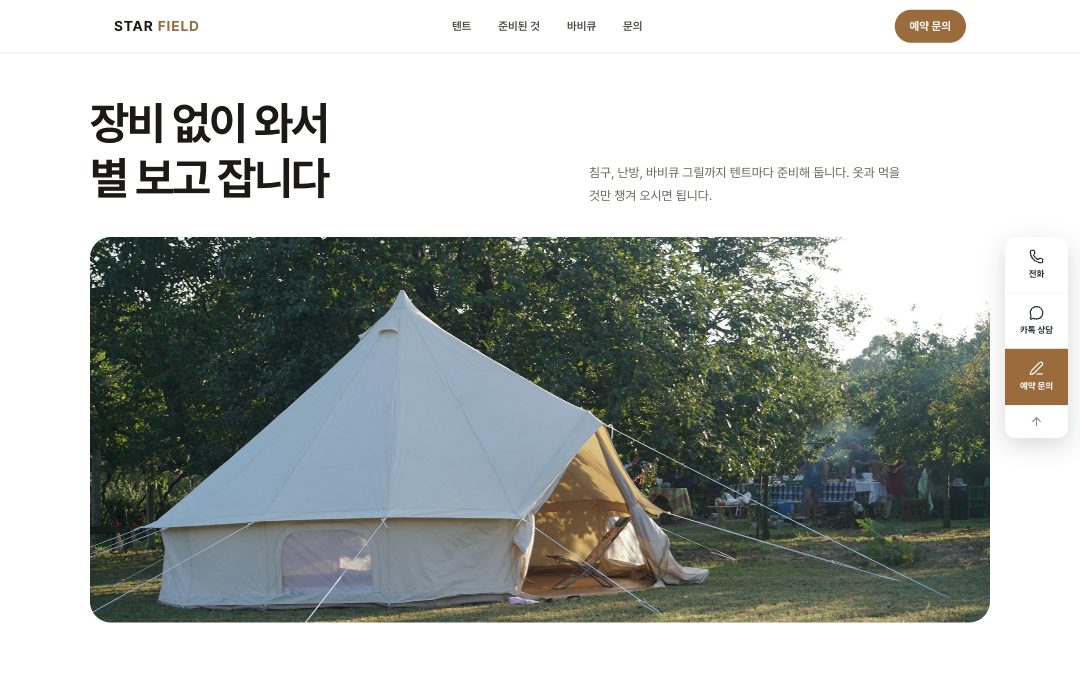 STAR FIELD
텐트
준비된 것
바비큐
문의
예약 문의
장비 없이 와서
별 보고 잡니다
침구, 난방, 바비큐 그릴까지 텐트마다 준비해 둡니다. 옷과 먹을
것만 챙겨 오시면 됩니다.
전화
카톡 상담
예약 문의